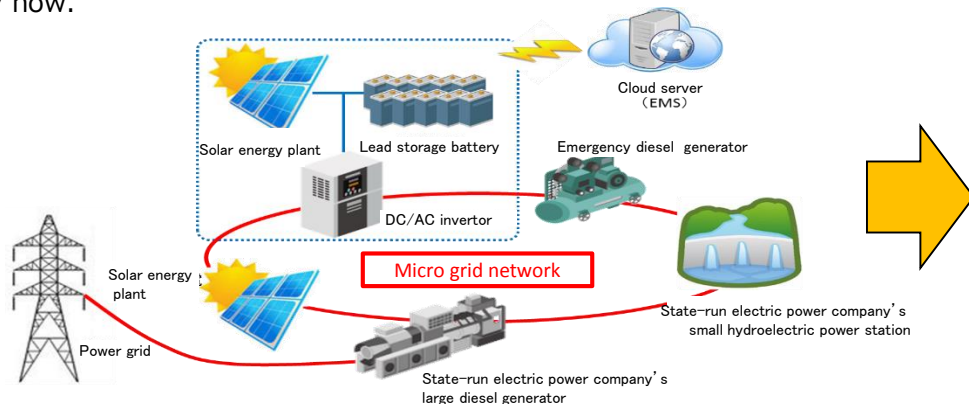 now.
Cloud server
（EMS）
Solar energy plant
Lead storage battery
Emergency diesel generator
DC/AC invertor
Micro grid network
Solar energy
plant
State-run electric power company's
small hydroelectric power station
Power grid
State-run electric power company's
large diesel generator